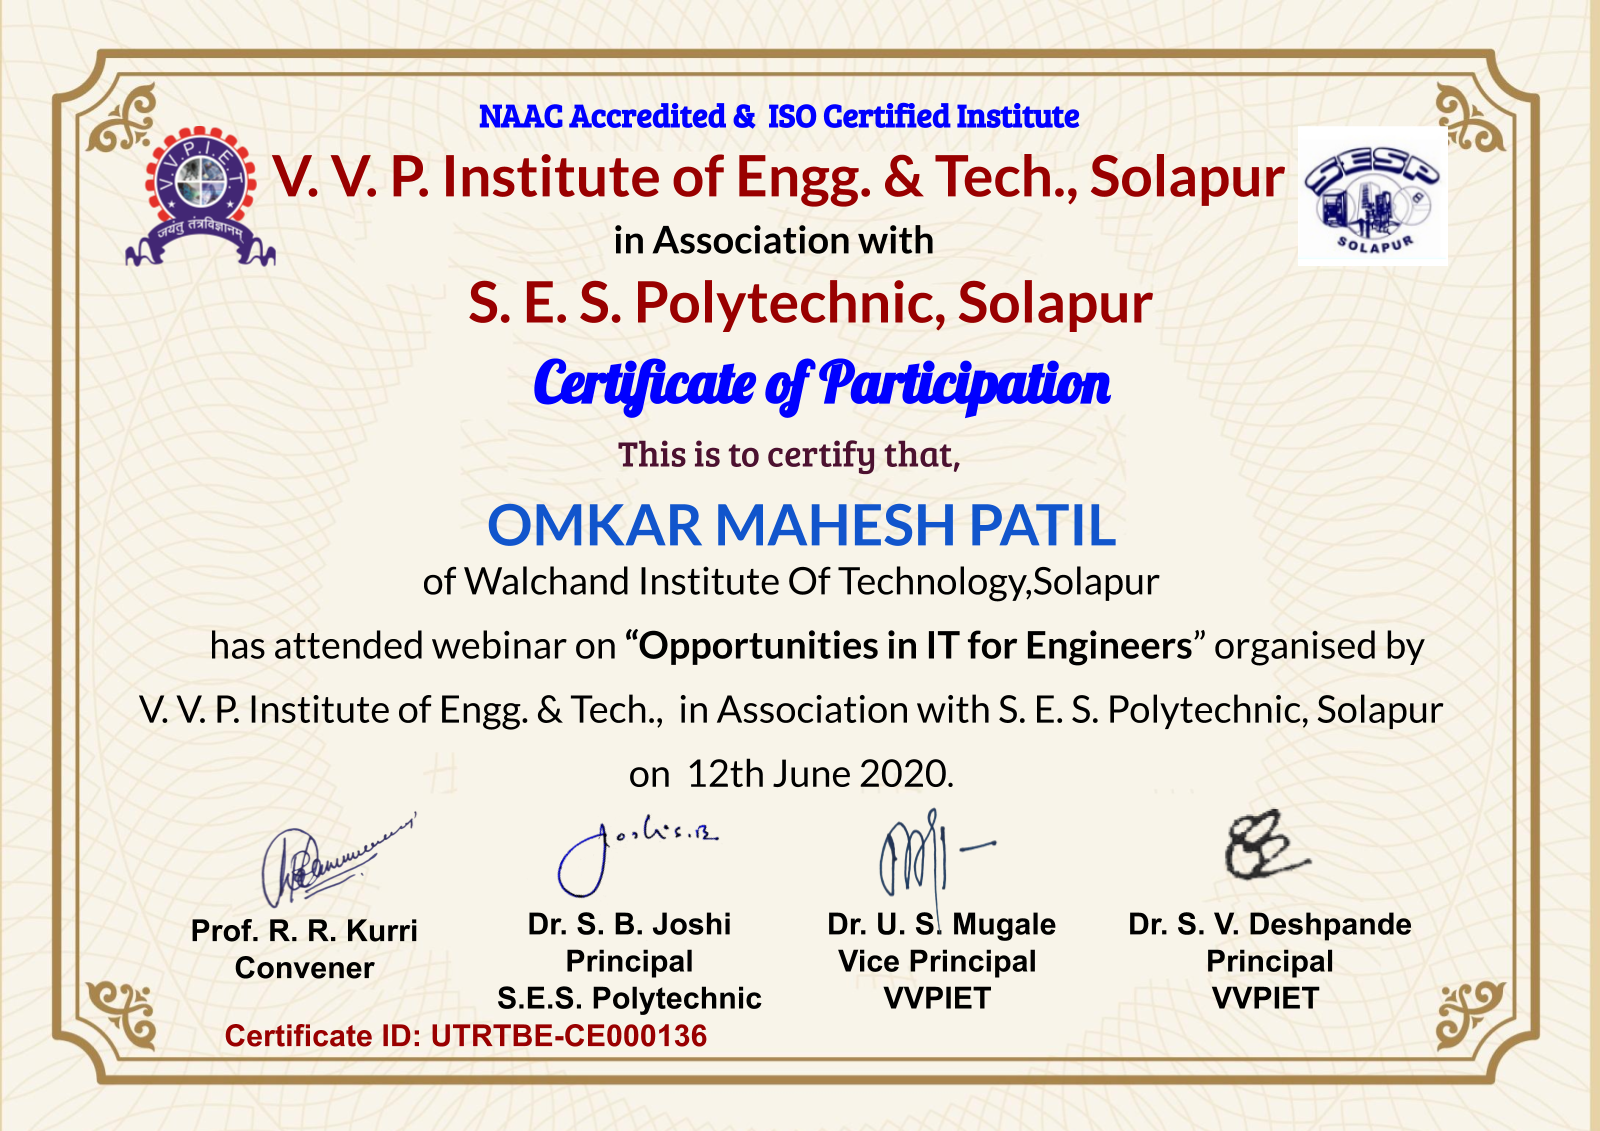 NAAC Accredited & ISO Certified Institute
V. V. P. Institute of Engg. & Tech., Solapur
V.V.P.I.E.T.
जयंतु तंत्रविज्ञानम्
SESP
SOLAPUR
in Association with
S. E. S. Polytechnic, Solapur
Certificate of Participation
This is to certify that,
OMKAR MAHESH PATIL
of Walchand Institute Of Technology,Solapur
has attended webinar on “Opportunities in IT for Engineers” organised by
V. V. P. Institute of Engg. & Tech., in Association with S. E. S. Polytechnic, Solapur
on 12th June 2020.
Joshi S.B.
Prof. R. R. Kurri
Convener
Dr. S. B. Joshi
Principal
S.E.S. Polytechnic
Dr. U. S. Mugale
Vice Principal
VVPIET
Dr. S. V. Deshpande
Principal
VVPIET
Certificate ID: UTRTBE-CE000136